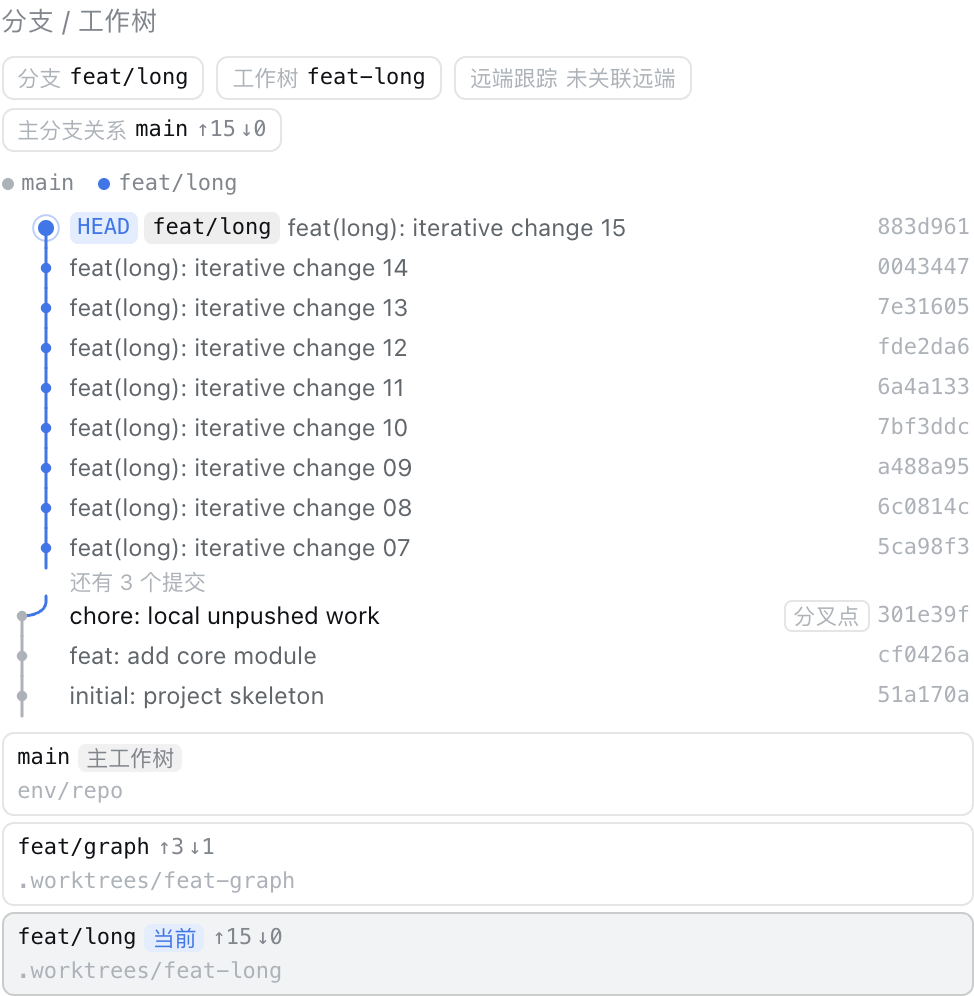 分支 / 工作树
分支 feat/long 工作树 feat-long 远端跟踪 未关联远端
主分支关系 main ↑15 ↓0
main feat/long
HEAD feat/long feat(long): iterative change 15 883d961
feat(long): iterative change 14 0043447
feat(long): iterative change 13 7e31605
feat(long): iterative change 12 fde2da6
feat(long): iterative change 11 6a4a133
feat(long): iterative change 10 7bf3ddc
feat(long): iterative change 09 a488a95
feat(long): iterative change 08 6c0814c
feat(long): iterative change 07 5ca98f3
还有 3 个提交
chore: local unpushed work 分叉点 301e39f
feat: add core module cf0426a
initial: project skeleton 51a170a
main 主工作树
env/repo
feat/graph ↑3 ↓1
.worktrees/feat-graph
feat/long 当前 ↑15 ↓0
.worktrees/feat-long